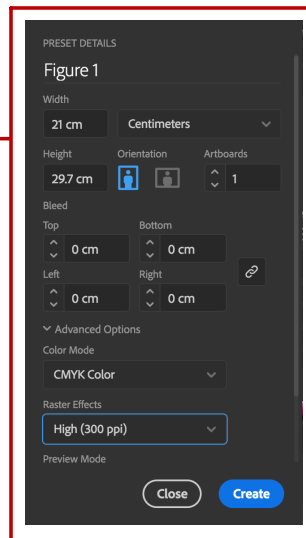 PRESET DETAILS
Figure 1
Width
21 cm Centimeters
Height Orientation Artboards
29.7 cm 1
Bleed
Top Bottom
0 cm 0 cm
Left Right
0 cm 0 cm
Advanced Options
Color Mode
CMYK Color
Raster Effects
High (300 ppi)
Preview Mode
Close Create